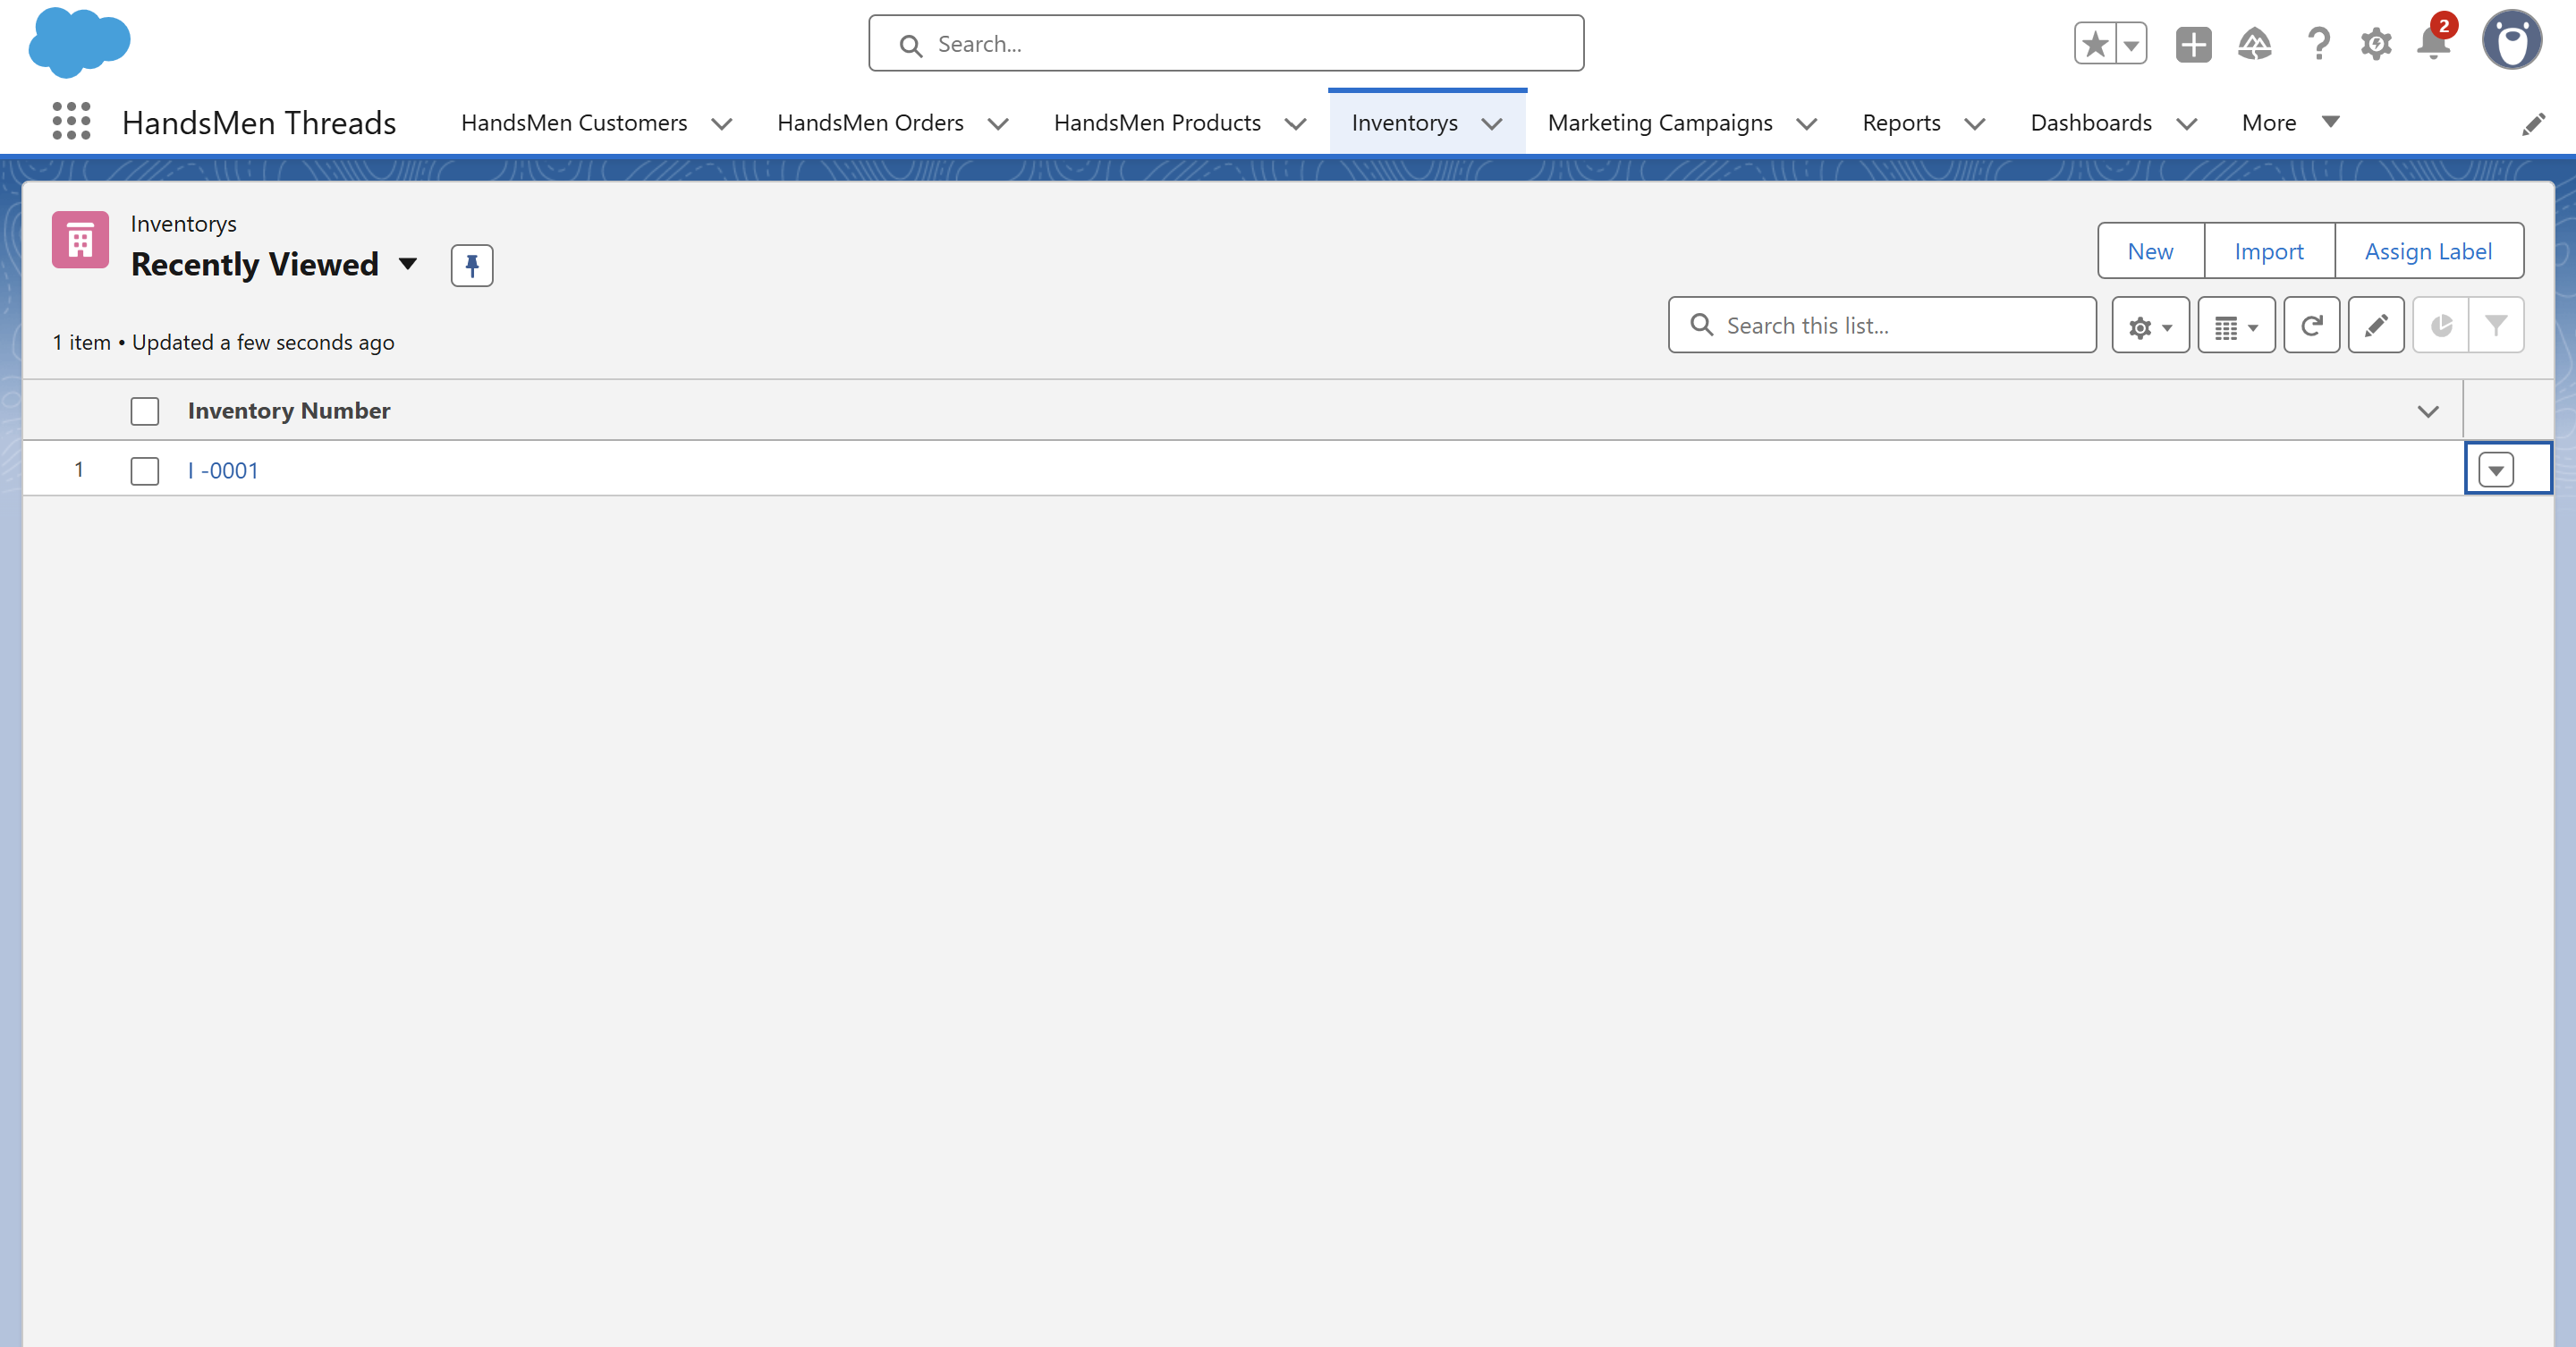 Search...
2
HandsMen Threads HandsMen Customers HandsMen Orders HandsMen Products Inventorys Marketing Campaigns Reports Dashboards More
Inventorys
Recently Viewed
New Import Assign Label
1 item • Updated a few seconds ago
Search this list...
Inventory Number
1 I -0001